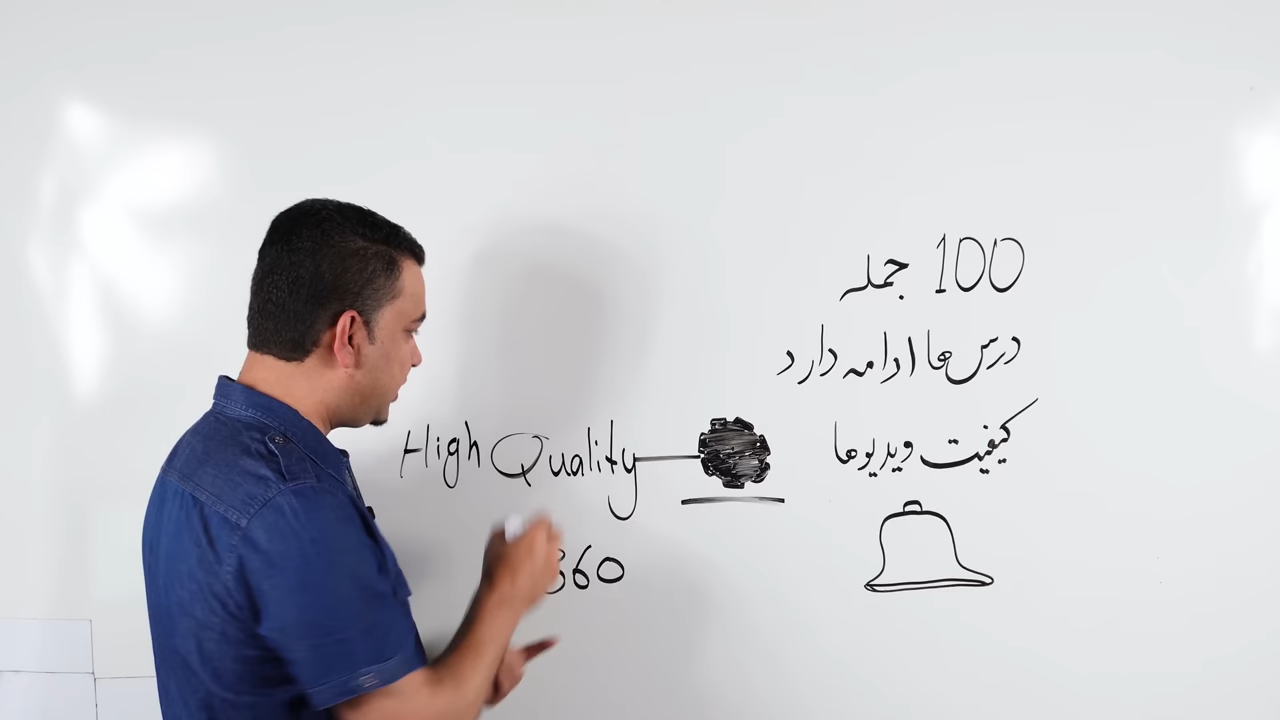 100 جمله
درس ها ادامه دارد
کیفیت ویدیوها
High Quality
360